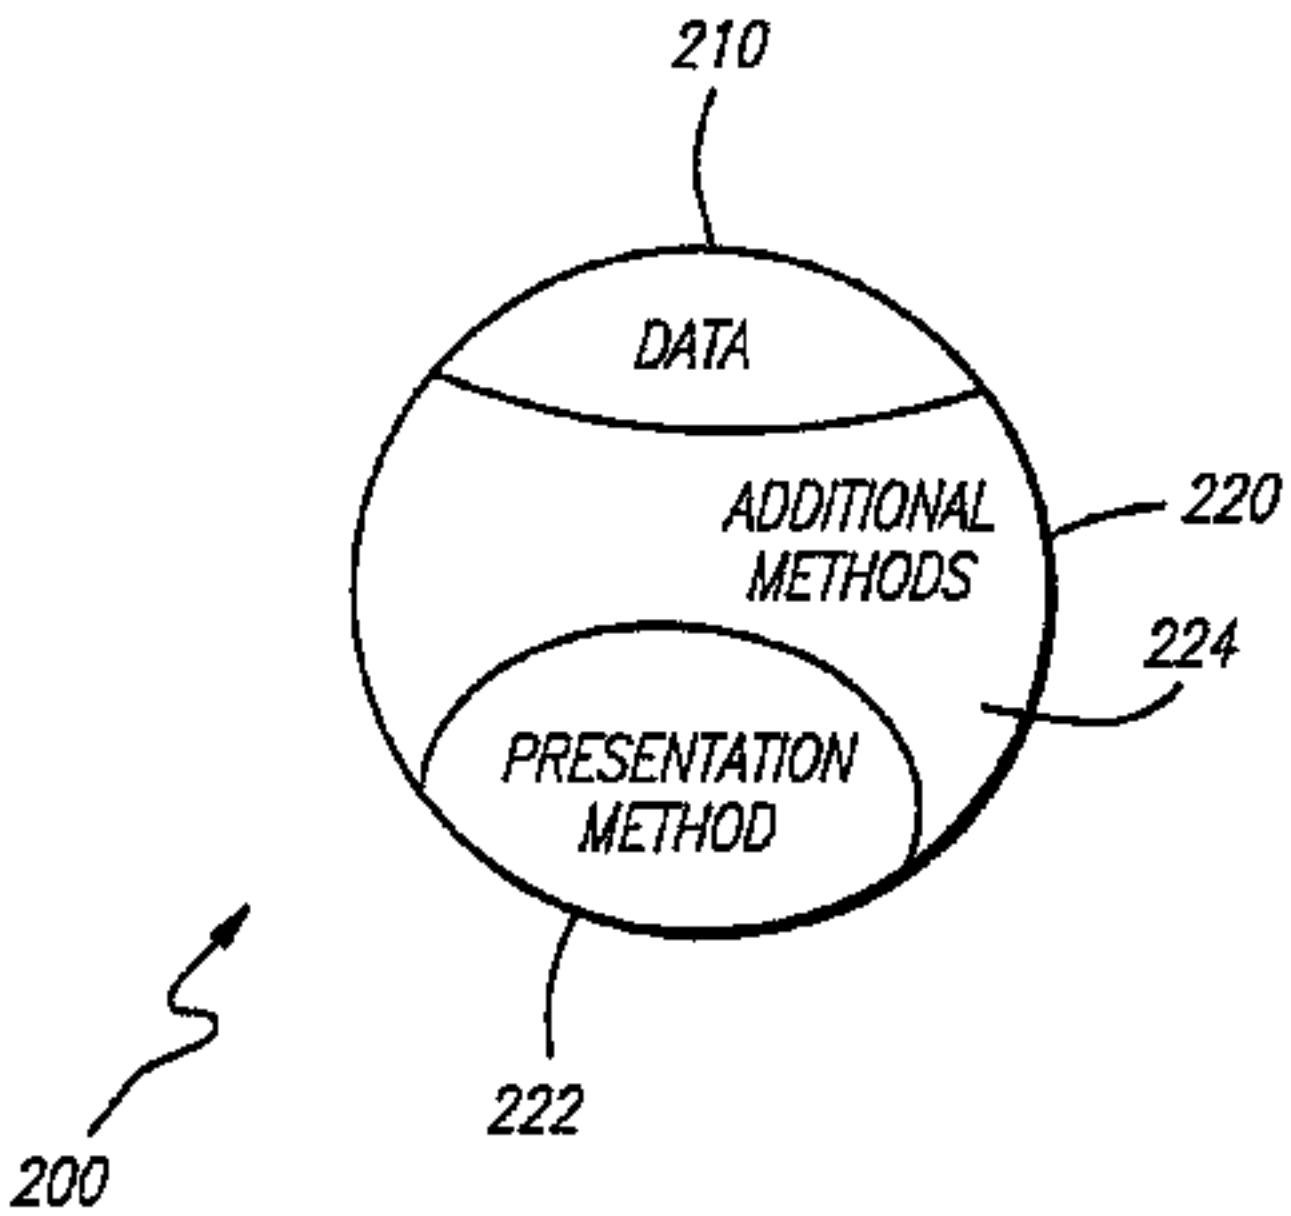 210
DATA
ADDITIONAL
METHODS
220
224
PRESENTATION
METHOD
222
200